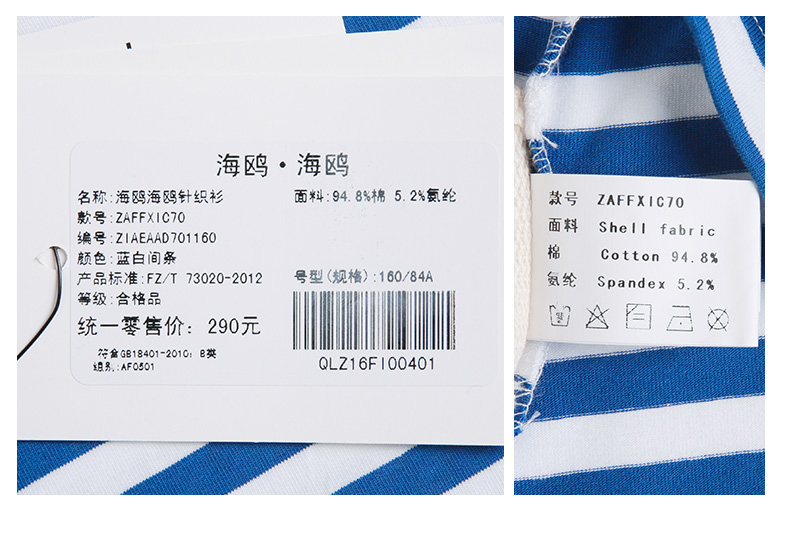 海鸥·海鸥
名称:海鸥海鸥针织衫
面料:94.8%棉 5.2%氨纶
款号:ZAFFXIC70
编号:ZIAEAAD701160
颜色:蓝白间条
产品标准:FZ/T 73020-2012
号型(规格):160/84A
等级:合格品
统一零售价: 290元
符合GB18401-2010: B类
组别:AF0501
QLZ16FI00401
款号 ZAFFXIC70
面料 Shell fabric
棉 Cotton 94.8%
氨纶 Spandex 5.2%